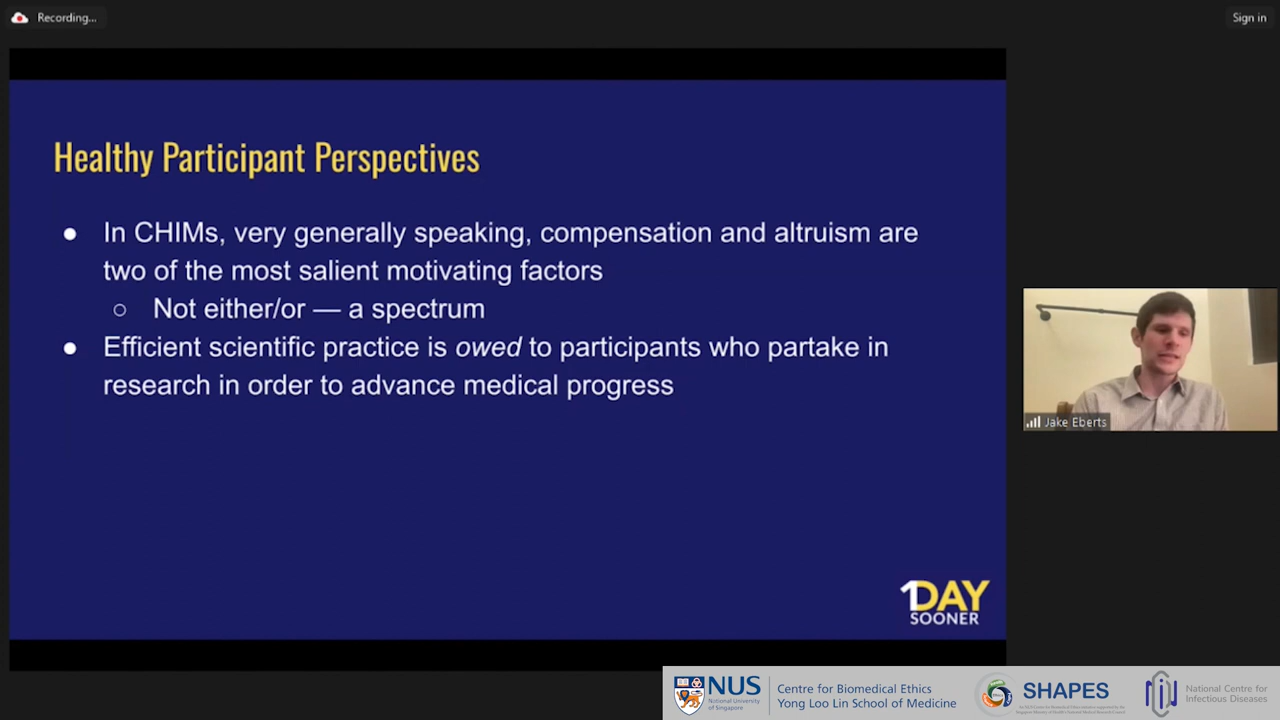 Recording...
Sign in
Healthy Participant Perspectives
● In CHIMs, very generally speaking, compensation and altruism are
two of the most salient motivating factors
○ Not either/or — a spectrum
● Efficient scientific practice is owed to participants who partake in
research in order to advance medical progress
Jake Eberts
1DAY
SOONER
NUS
National University
of Singapore
Centre for Biomedical Ethics
Yong Loo Lin School of Medicine
SHAPES
National Centre for
Infectious Diseases